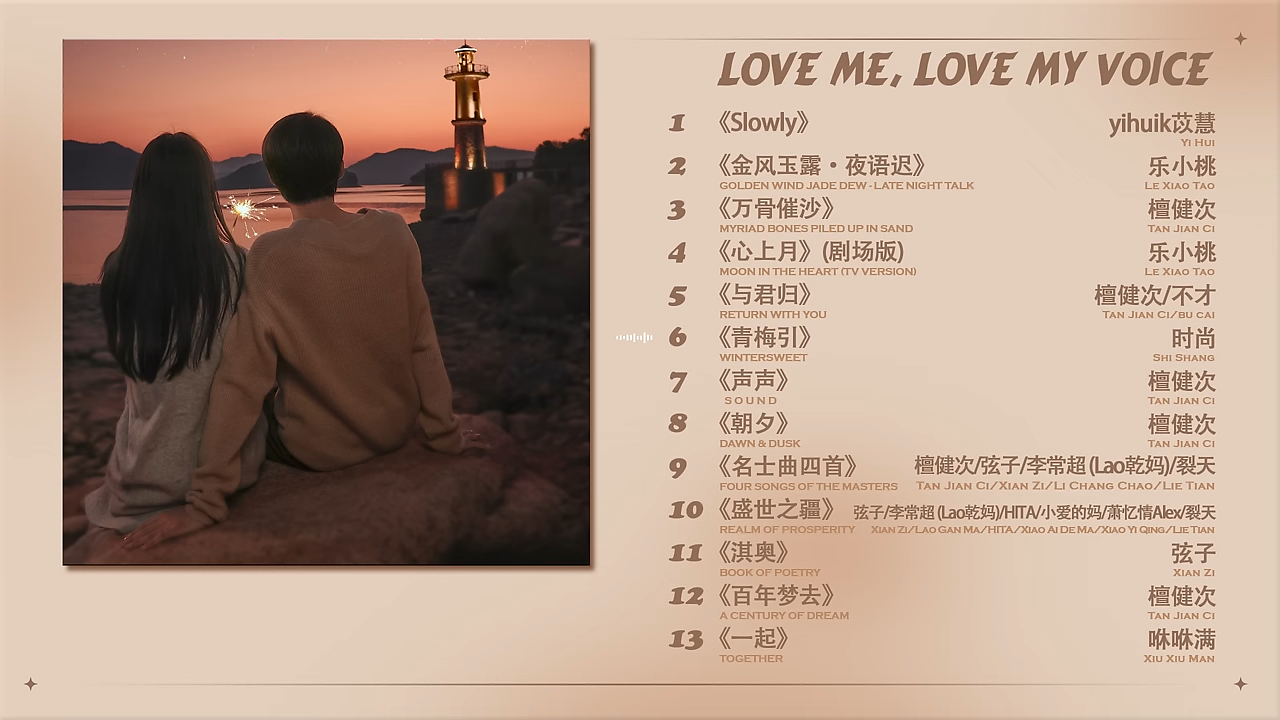 LOVE ME, LOVE MY VOICE
1 《Slowly》 yihuik苡慧
YI HUI
2 《金风玉露·夜语迟》 乐小桃
GOLDEN WIND JADE DEW - LATE NIGHT TALK LE XIAO TAO
3 《万骨催沙》 檀健次
MYRIAD BONES PILED UP IN SAND TAN JIAN CI
4 《心上月》(剧场版) 乐小桃
MOON IN THE HEART (TV VERSION) LE XIAO TAO
5 《与君归》 檀健次/不才
RETURN WITH YOU TAN JIAN CI/BU CAI
6 《青梅引》 时尚
WINTERSWEET SHI SHANG
7 《声声》 檀健次
SOUND TAN JIAN CI
8 《朝夕》 檀健次
DAWN & DUSK TAN JIAN CI
9 《名士曲四首》 檀健次/弦子/李常超 (Lao乾妈)/裂天
FOUR SONGS OF THE MASTERS TAN JIAN CI/XIAN ZI/LI CHANG CHAO/LIE TIAN
10 《盛世之疆》 弦子/李常超 (Lao乾妈)/HITA/小爱的妈/萧忆情Alex/裂天
REALM OF PROSPERITY XIAN ZI/LAO GAN MA/HITA/XIAO AI DE MA/XIAO YI QING/LIE TIAN
11 《淇奥》 弦子
BOOK OF POETRY XIAN ZI
12 《百年梦去》 檀健次
A CENTURY OF DREAM TAN JIAN CI
13 《一起》 咻咻满
TOGETHER XIU XIU MAN